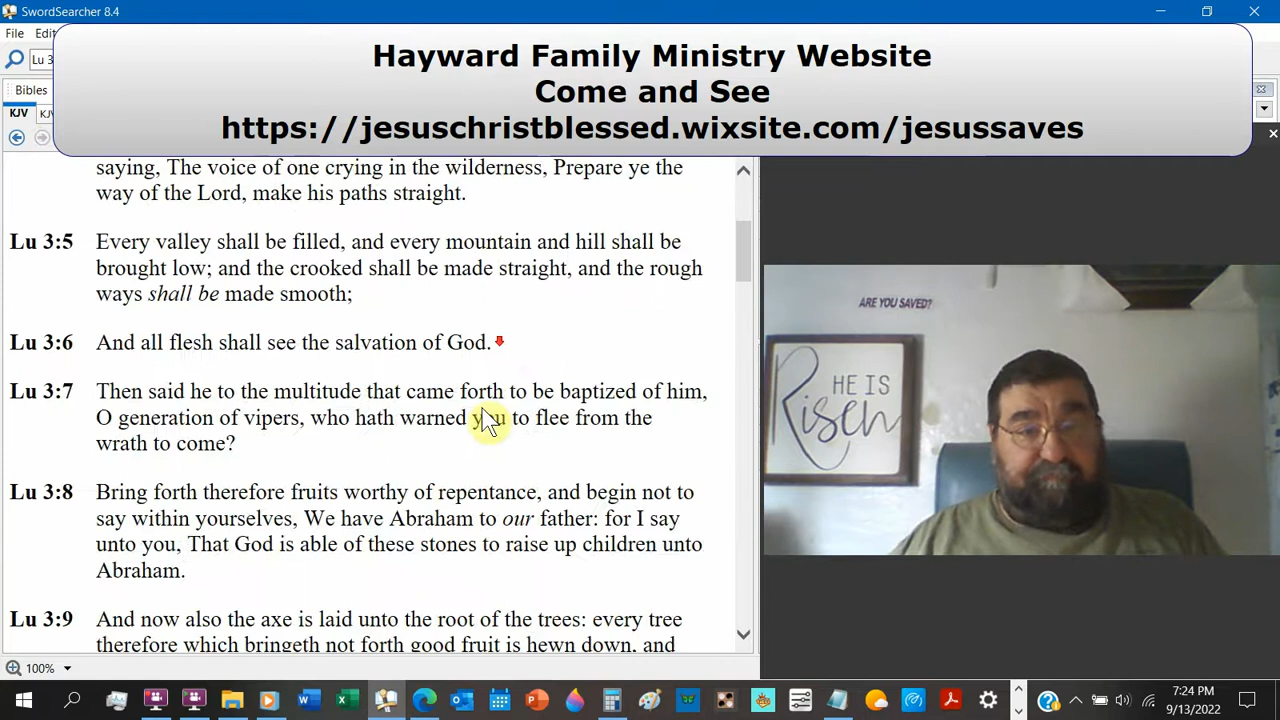 SwordSearcher 8.4
File
Hayward Family Ministry Website
Come and See
https://jesuschristblessed.wixsite.com/jesussaves
Lu 3
Bibles
KJV
saying, The voice of one crying in the wilderness, Prepare ye the
way of the Lord, make his paths straight.
Lu 3:5 Every valley shall be filled, and every mountain and hill shall be
brought low; and the crooked shall be made straight, and the rough
ways shall be made smooth;
Lu 3:6 And all flesh shall see the salvation of God.
Lu 3:7 Then said he to the multitude that came forth to be baptized of him,
O generation of vipers, who hath warned you to flee from the
wrath to come?
Lu 3:8 Bring forth therefore fruits worthy of repentance, and begin not to
say within yourselves, We have Abraham to our father: for I say
unto you, That God is able of these stones to raise up children unto
Abraham.
Lu 3:9 And now also the axe is laid unto the root of the trees: every tree
therefore which bringeth not forth good fruit is hewn down, and
100%
ARE YOU SAVED?
HE IS
Risen
7:24 PM
9/13/2022